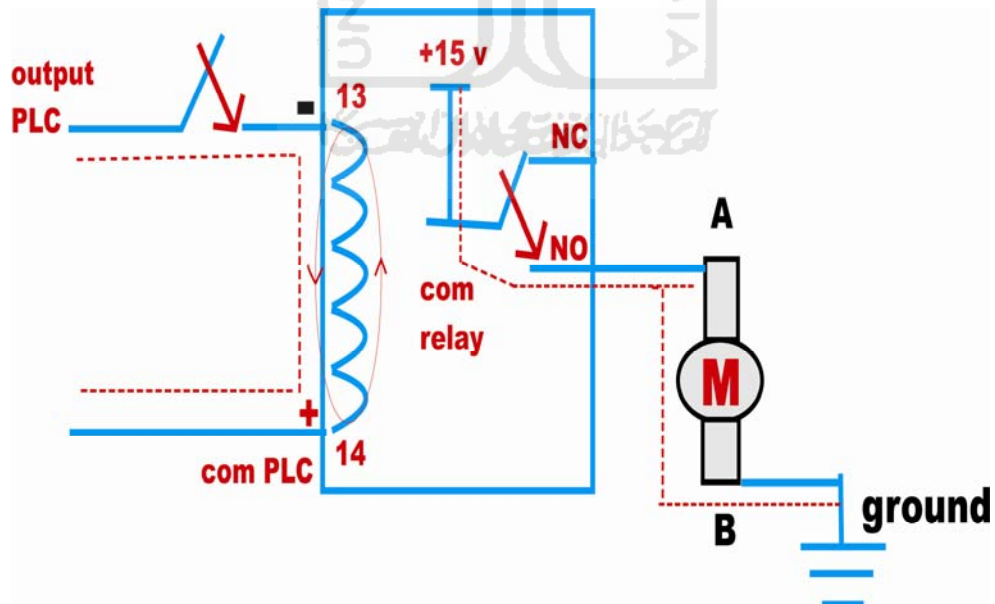 output
PLC
+15 v
-
13
NC
NO
A
com
relay
M
+
14
com PLC
B
ground